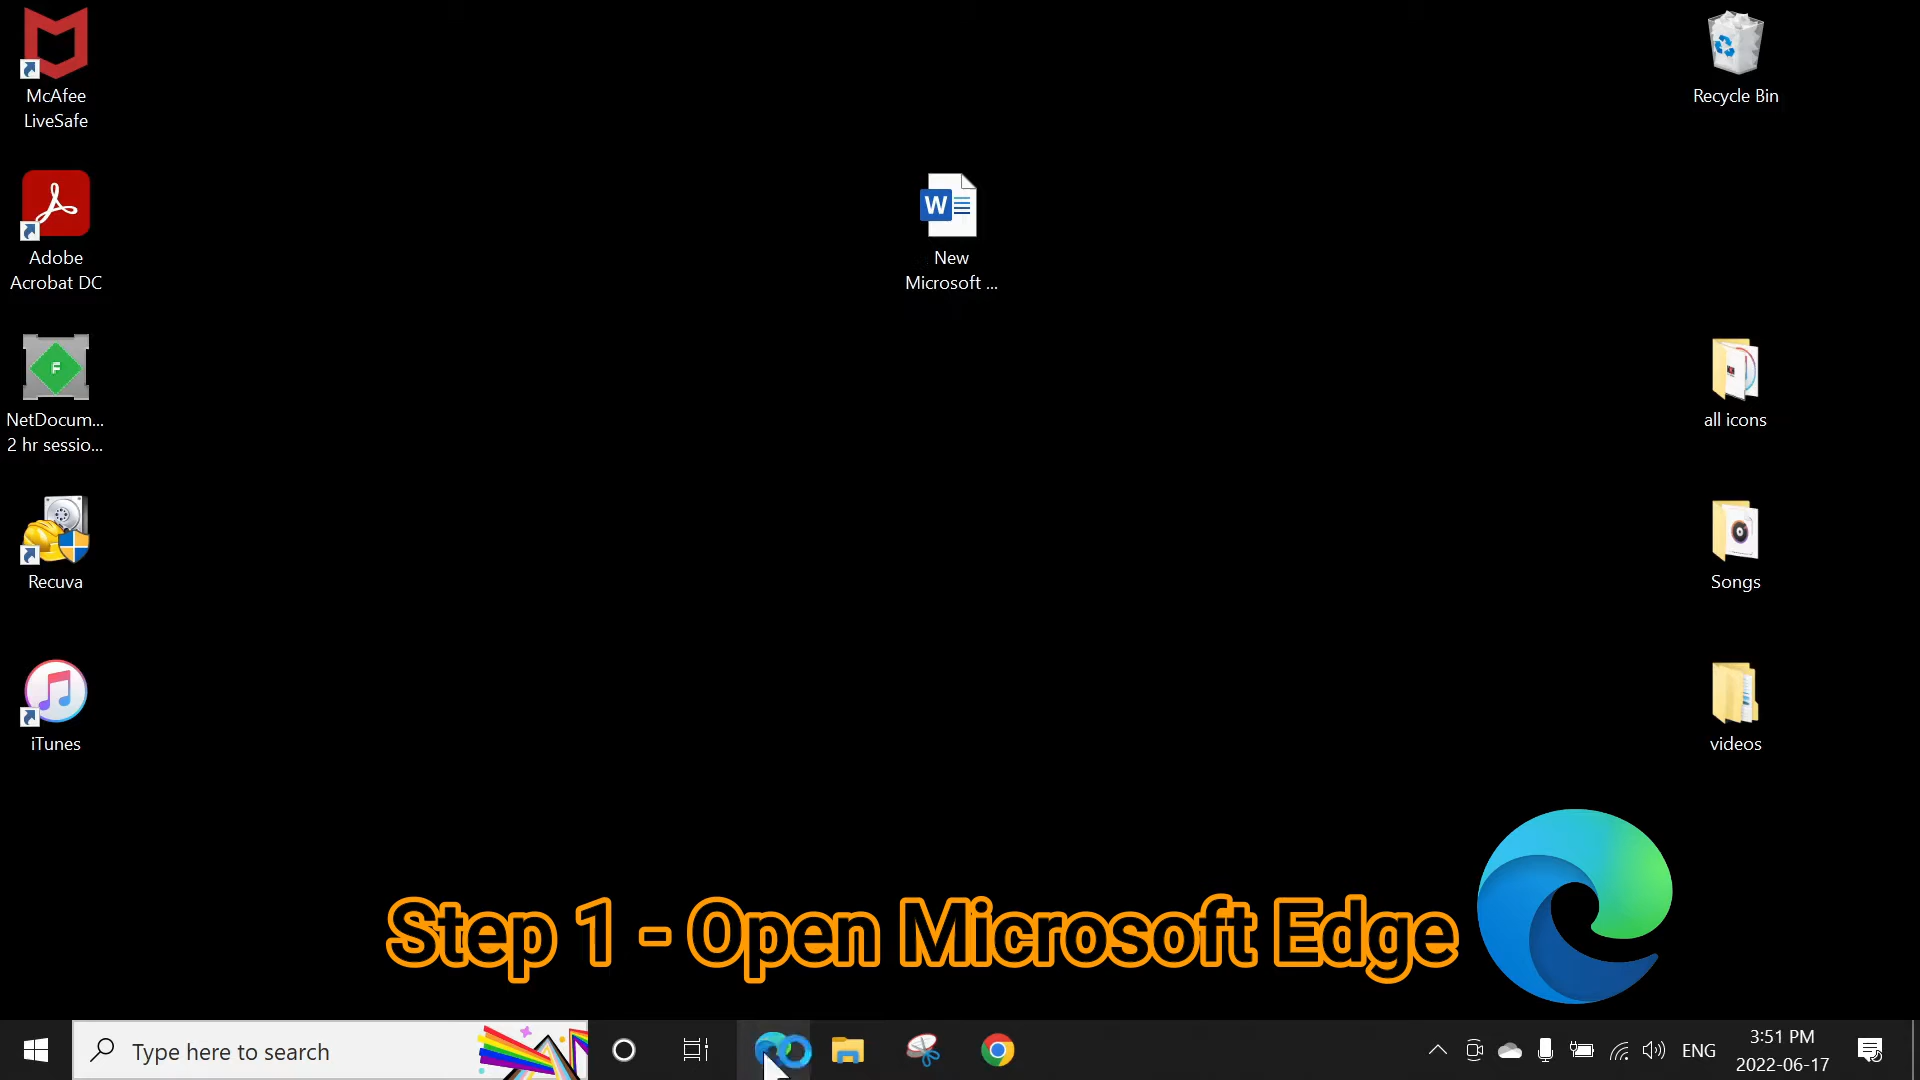 McAfee
LiveSafe
Recycle Bin
Adobe
Acrobat DC
W
New
Microsoft ...
F
NetDocum...
2 hr sessio...
all icons
Recuva
Songs
iTunes
videos
Step 1 - Open Microsoft Edge
Type here to search
ENG
3:51 PM
2022-06-17